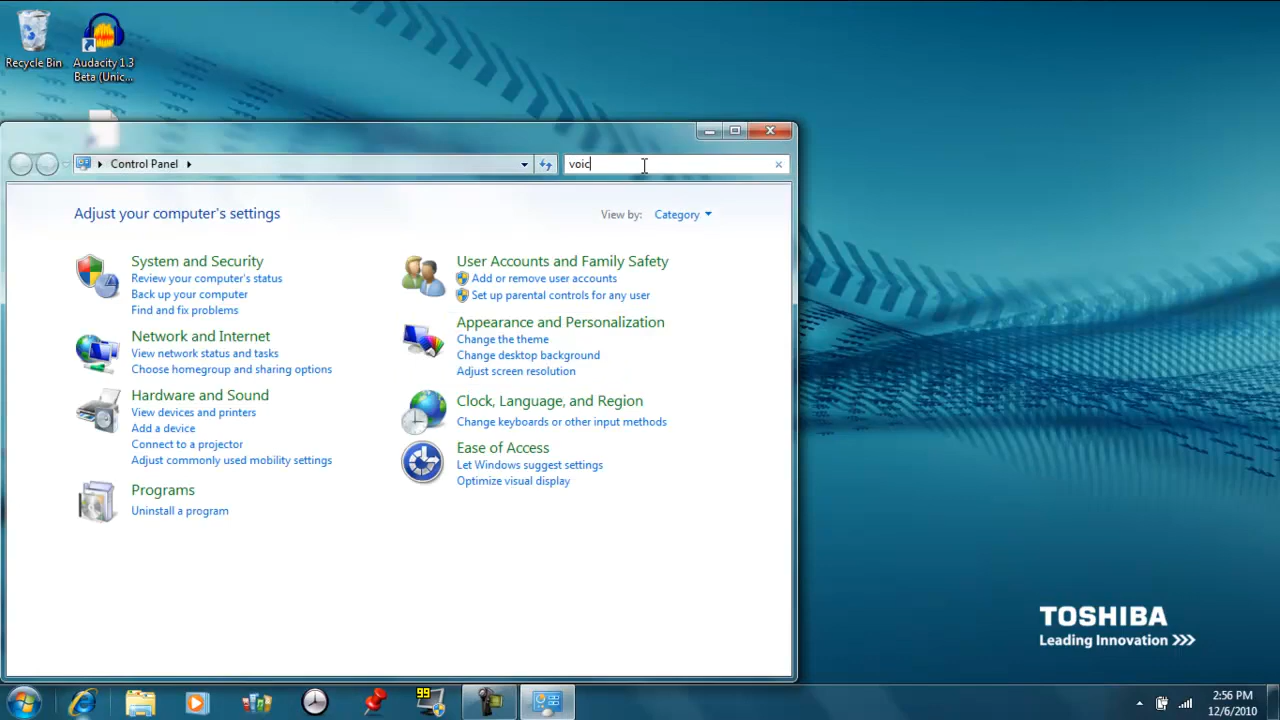 Recycle Bin
Audacity 1.3
Beta (Unic...
Control Panel
voic
Adjust your computer's settings
View by: Category
System and Security
Review your computer's status
Back up your computer
Find and fix problems
Network and Internet
View network status and tasks
Choose homegroup and sharing options
Hardware and Sound
View devices and printers
Add a device
Connect to a projector
Adjust commonly used mobility settings
Programs
Uninstall a program
User Accounts and Family Safety
Add or remove user accounts
Set up parental controls for any user
Appearance and Personalization
Change the theme
Change desktop background
Adjust screen resolution
Clock, Language, and Region
Change keyboards or other input methods
Ease of Access
Let Windows suggest settings
Optimize visual display
TOSHIBA
Leading Innovation >>>
99
2:56 PM
12/6/2010